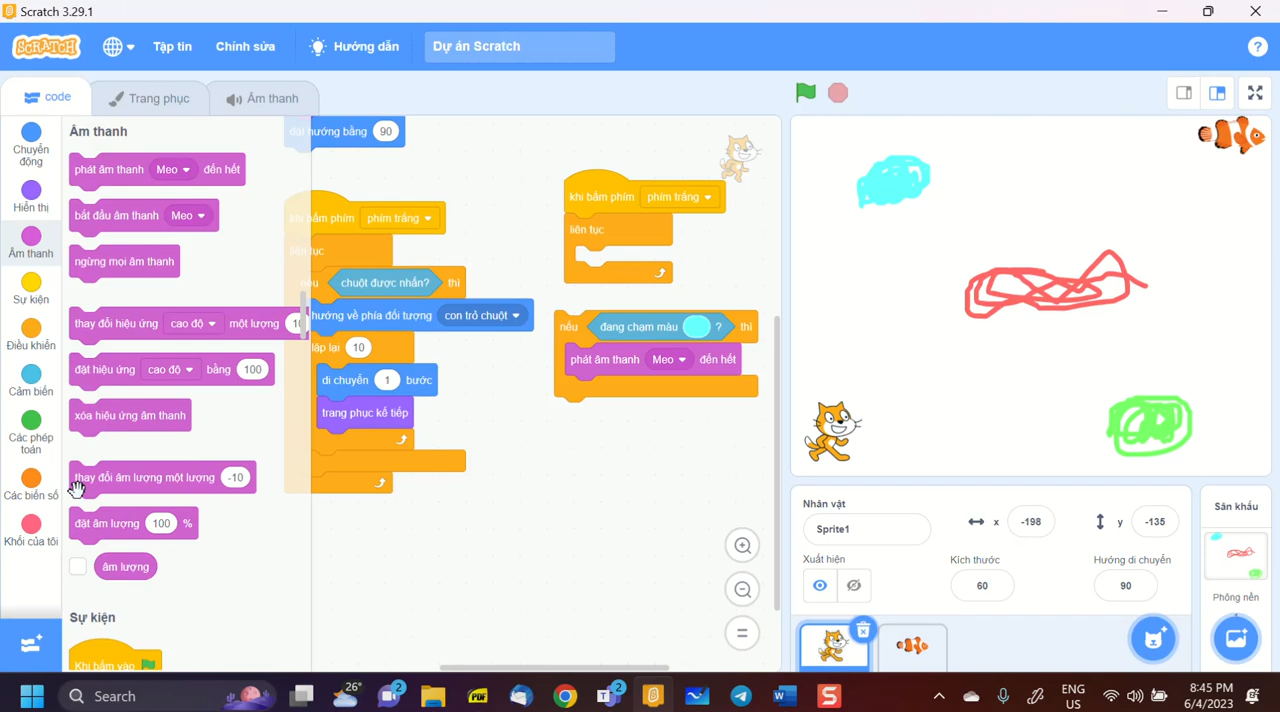 Scratch 3.29.1
SCRATCH
Tập tin
Chỉnh sửa
Hướng dẫn
Dự án Scratch
?
code
Trang phục
Âm thanh
Chuyển động
Hiển thị
Âm thanh
Sự kiện
Điều khiển
Cảm biến
Các phép toán
Các biến số
Khối của tôi
Âm thanh
phát âm thanh Meo đến hết
bắt đầu âm thanh Meo
ngừng mọi âm thanh
thay đổi hiệu ứng cao độ một lượng 10
đặt hiệu ứng cao độ bằng 100
xóa hiệu ứng âm thanh
thay đổi âm lượng một lượng -10
đặt âm lượng 100 %
âm lượng
Sự kiện
Khi bấm vào
đặt hướng bằng 90
khi bấm phím phím trắng
liên tục
nếu chuột được nhấn? thì
hướng về phía đối tượng con trỏ chuột
lặp lại 10
di chuyển 1 bước
trang phục kế tiếp
khi bấm phím phím trắng
liên tục
nếu đang chạm màu ? thì
phát âm thanh Meo đến hết
Nhân vật
Sprite1
x -198
y -135
Xuất hiện
Kích thước
60
Hướng di chuyển
90
Sân khấu
Phông nền
Search
26°
2
PDF
2
W
S
ENG
US
8:45 PM
6/4/2023